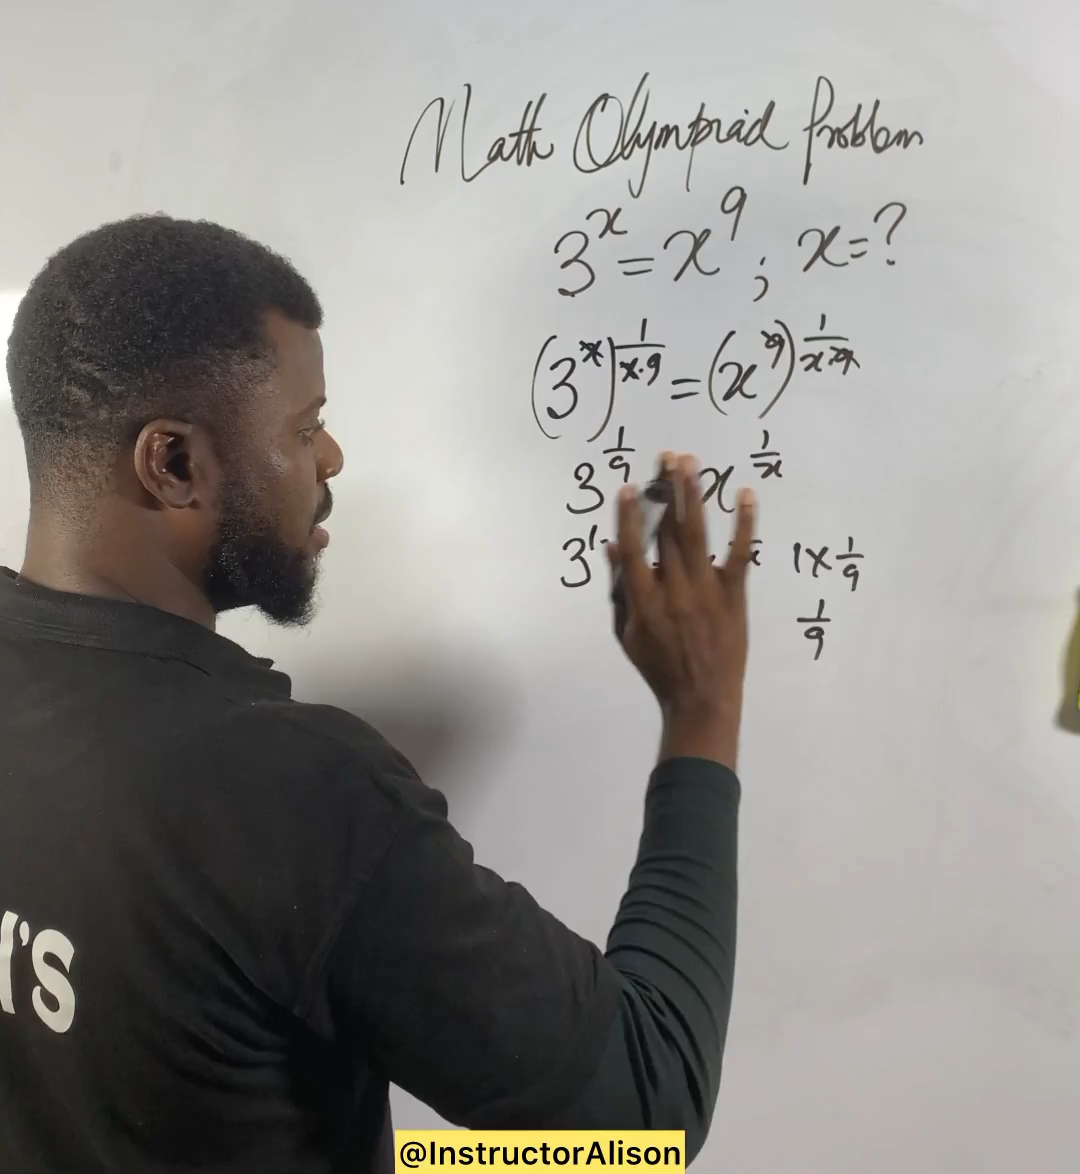 Math Olympiad Problem
3^x = x^9 ; x = ?
(3^x)^(1/(x·9)) = (x^9)^(1/(x·9))
3^(1/9) = x^(1/x)
3^1 1 × 1/9
1/9
'S
@InstructorAlison